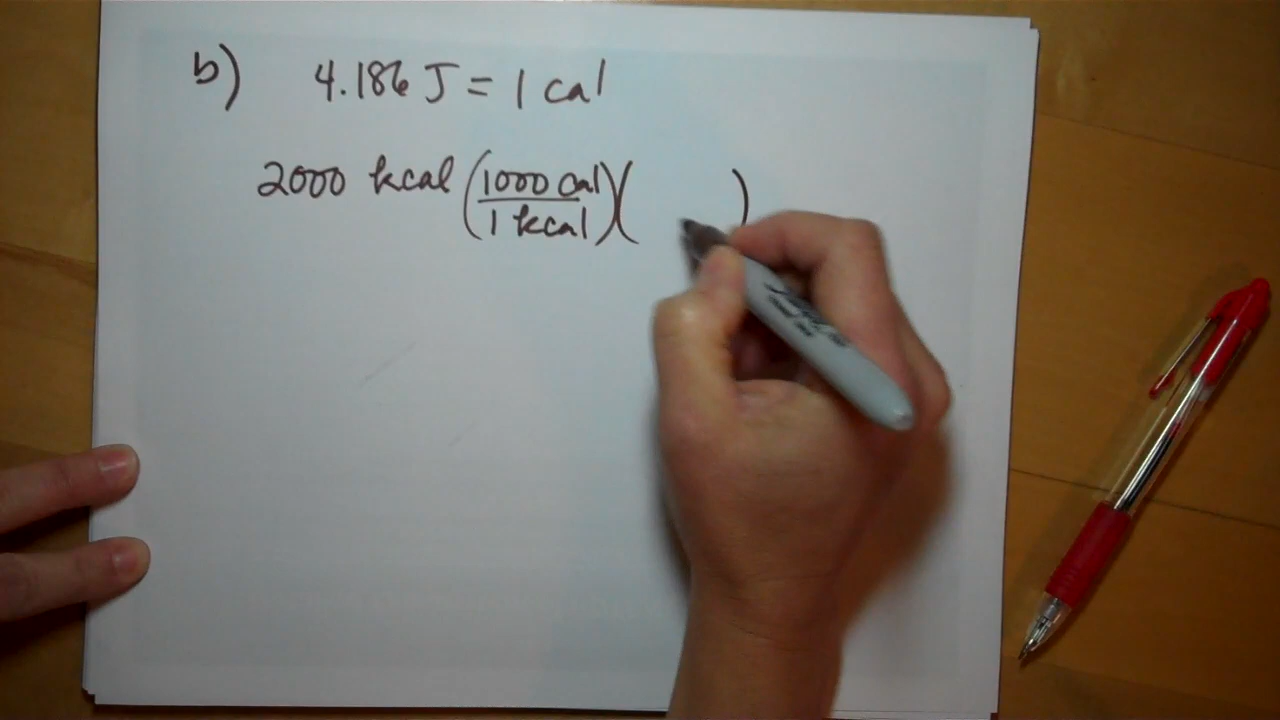 b) 4.186 J = 1 cal
2000 kcal (1000 cal / 1 kcal)( )